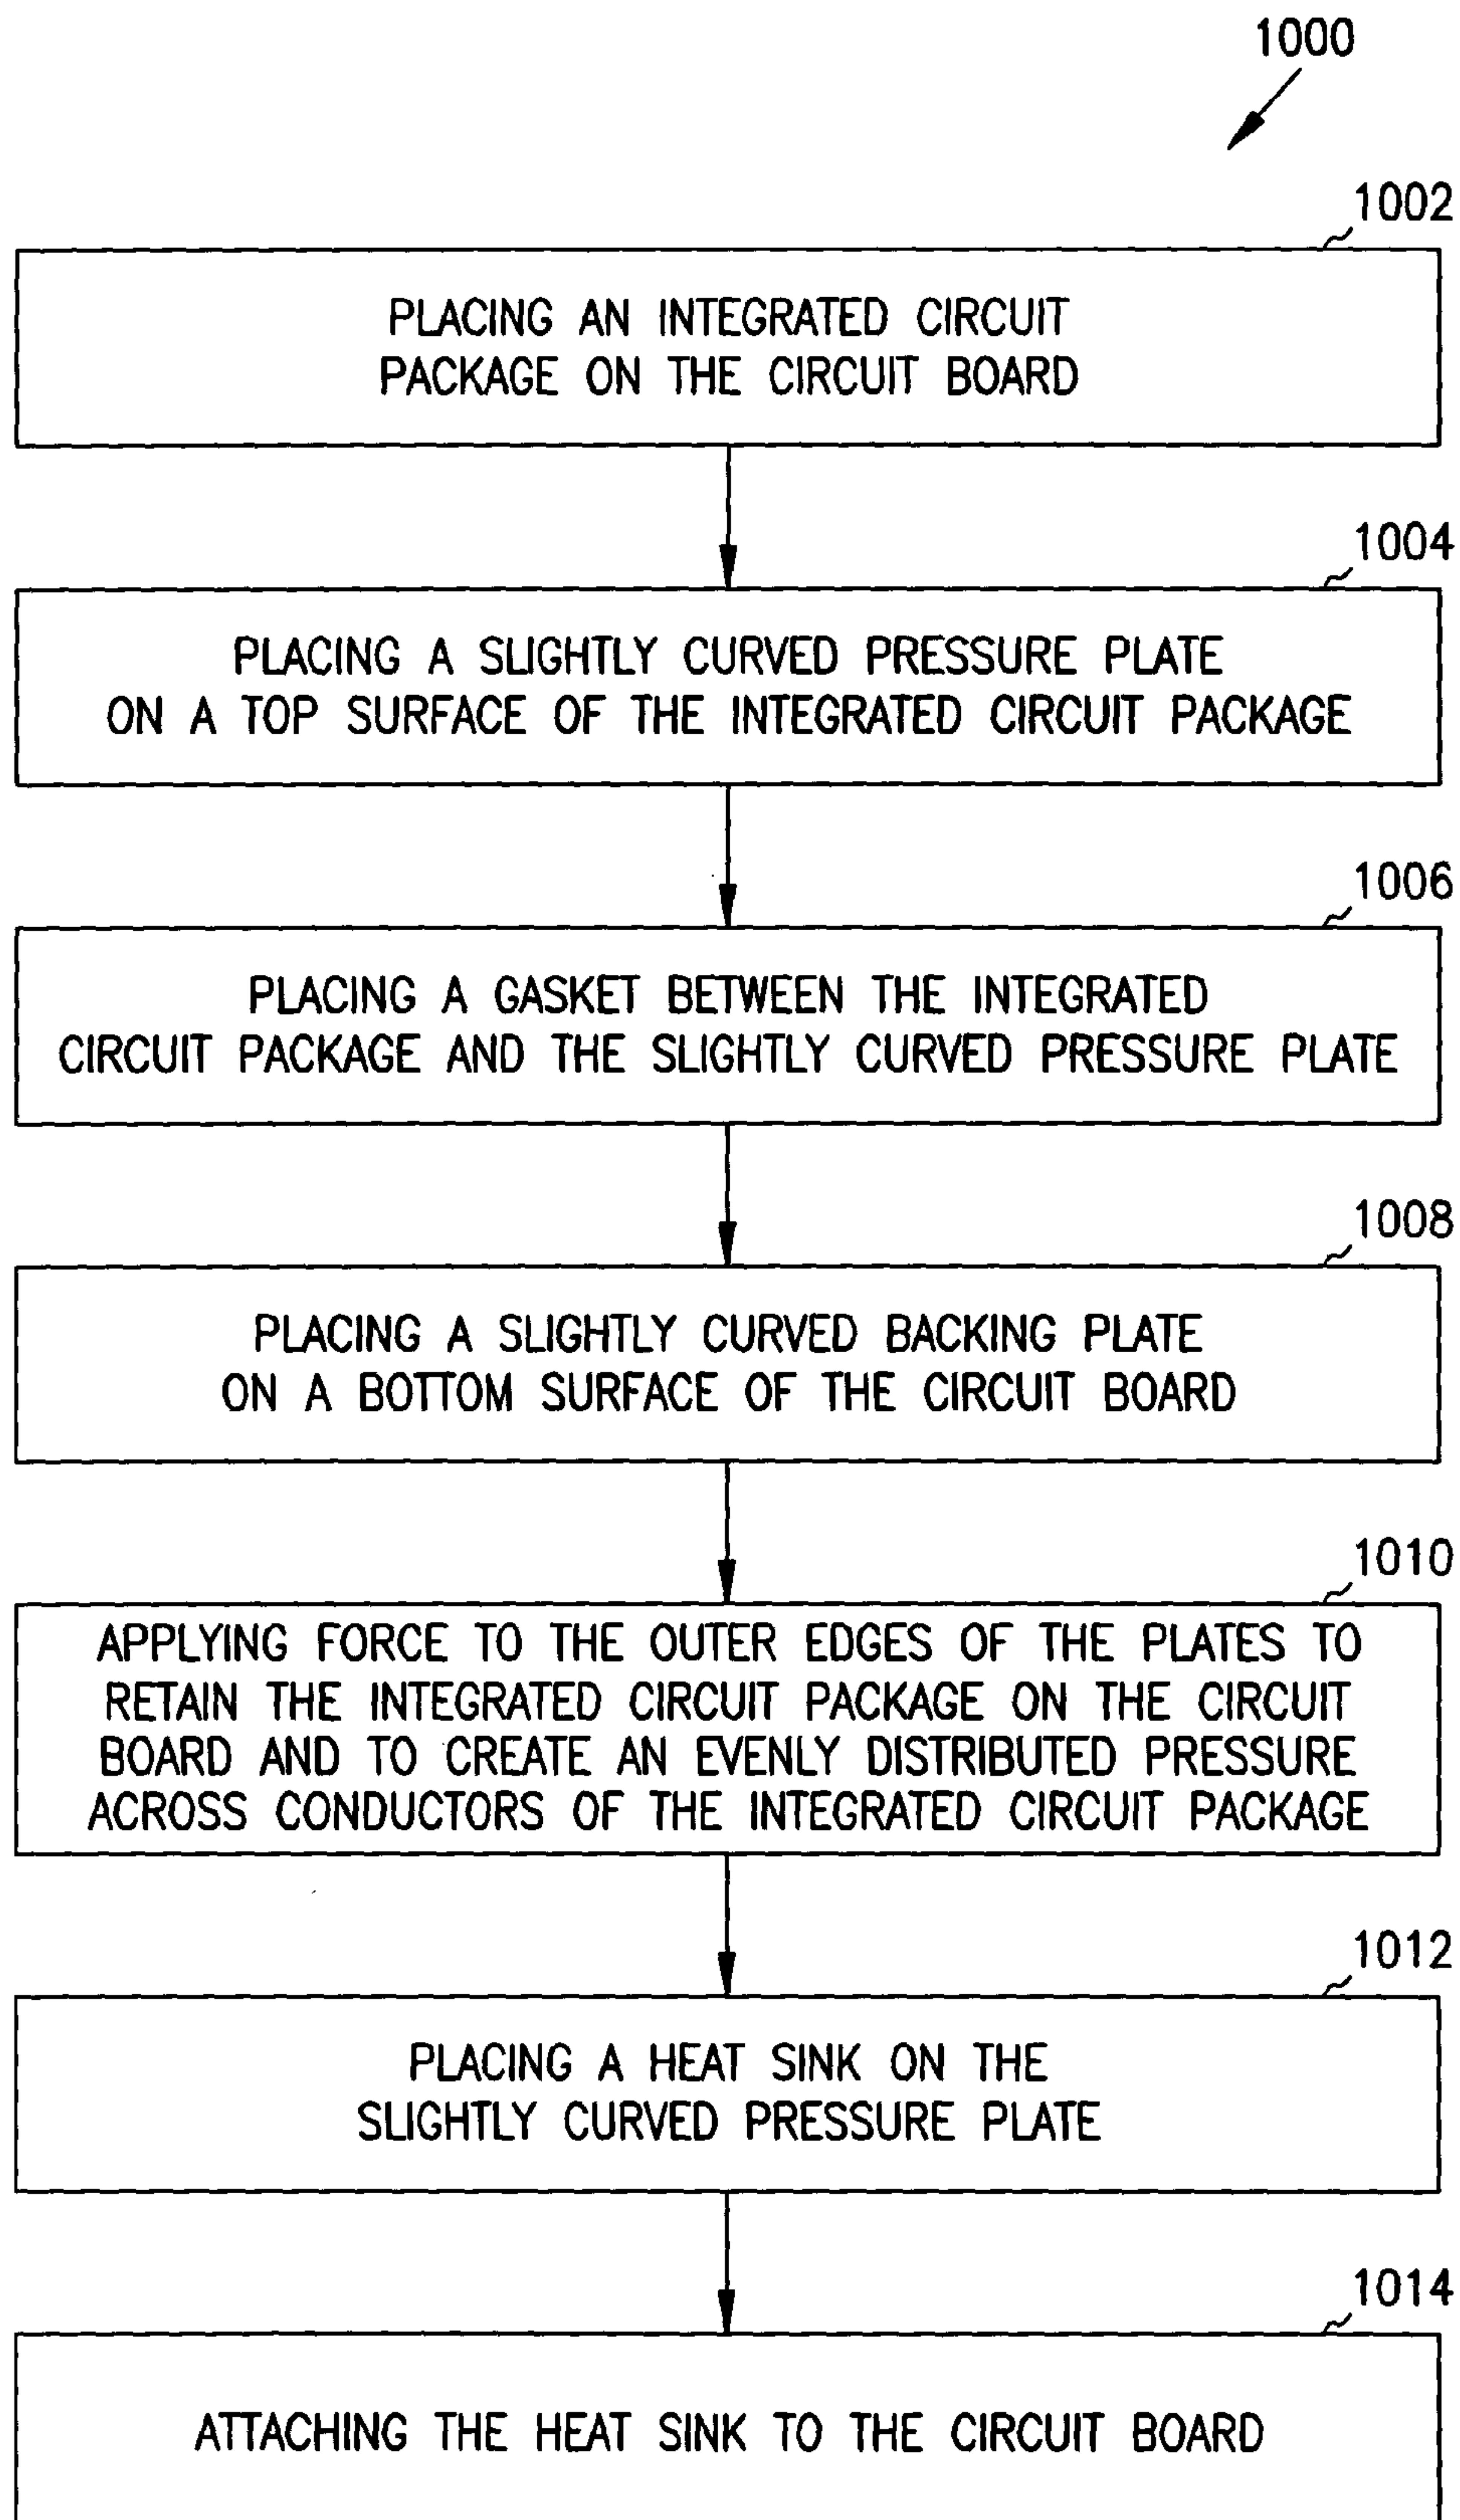 1000
1002
PLACING AN INTEGRATED CIRCUIT
PACKAGE ON THE CIRCUIT BOARD
1004
PLACING A SLIGHTLY CURVED PRESSURE PLATE
ON A TOP SURFACE OF THE INTEGRATED CIRCUIT PACKAGE
1006
PLACING A GASKET BETWEEN THE INTEGRATED
CIRCUIT PACKAGE AND THE SLIGHTLY CURVED PRESSURE PLATE
1008
PLACING A SLIGHTLY CURVED BACKING PLATE
ON A BOTTOM SURFACE OF THE CIRCUIT BOARD
1010
APPLYING FORCE TO THE OUTER EDGES OF THE PLATES TO
RETAIN THE INTEGRATED CIRCUIT PACKAGE ON THE CIRCUIT
BOARD AND TO CREATE AN EVENLY DISTRIBUTED PRESSURE
ACROSS CONDUCTORS OF THE INTEGRATED CIRCUIT PACKAGE
1012
PLACING A HEAT SINK ON THE
SLIGHTLY CURVED PRESSURE PLATE
1014
ATTACHING THE HEAT SINK TO THE CIRCUIT BOARD